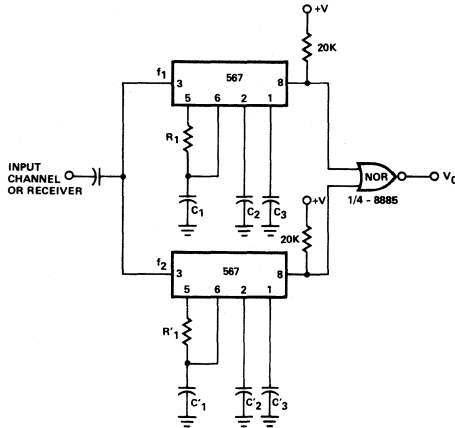 +V
20K
f1
3
567
8
5
6
2
1
R1
C1
C2
C3
INPUT
CHANNEL
OR RECEIVER
NOR
VO
1/4 - 8885
+V
20K
f2
3
567
8
5
6
2
1
R'1
C'1
C'2
C'3